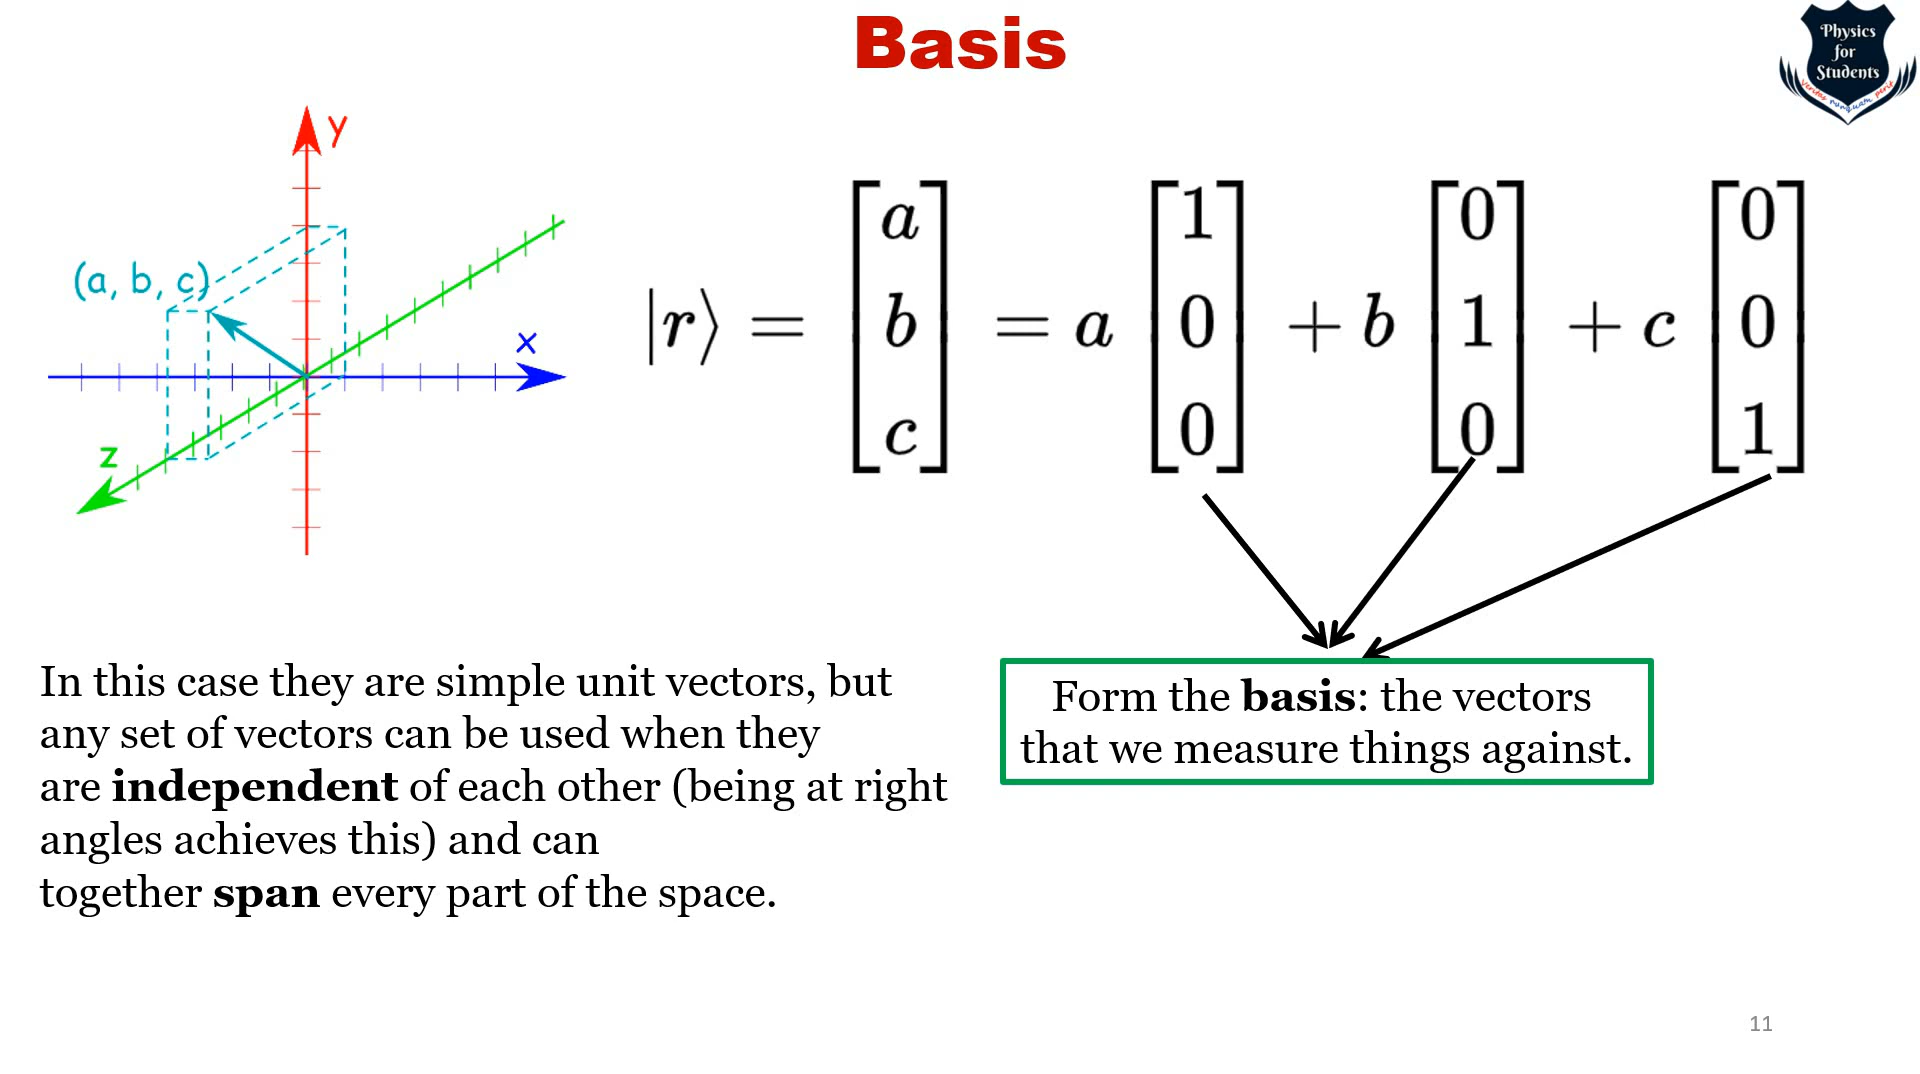 Basis
Physics
for
Students
veritas nunquam perit
y
(a, b, c)
x
z
|r⟩ = [a b c] = a [1 0 0] + b [0 1 0] + c [0 0 1]
In this case they are simple unit vectors, but
any set of vectors can be used when they
are independent of each other (being at right
angles achieves this) and can
together span every part of the space.
Form the basis: the vectors
that we measure things against.
11